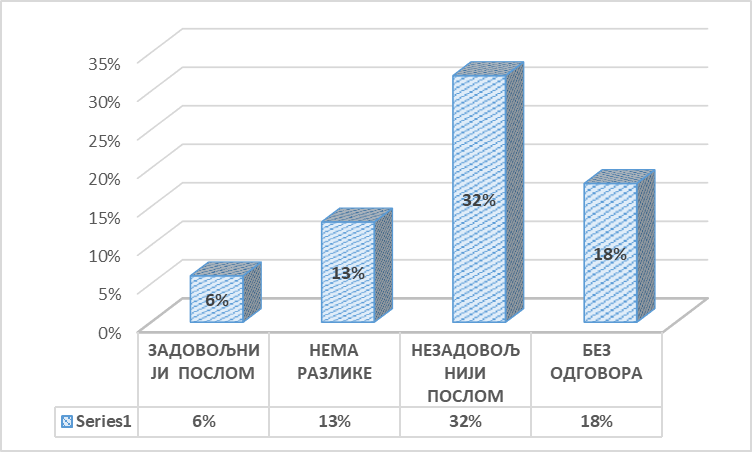 35%
30%
25%
20%
15%
10%
5%
0%
6%
13%
32%
18%
ЗАДОВОЉНИ
ЈИ ПОСЛОМ
НЕМА
РАЗЛИКЕ
НЕЗАДОВОЉ
НИЈИ
ПОСЛОМ
БЕЗ
ОДГОВОРА
Series1 6% 13% 32% 18%